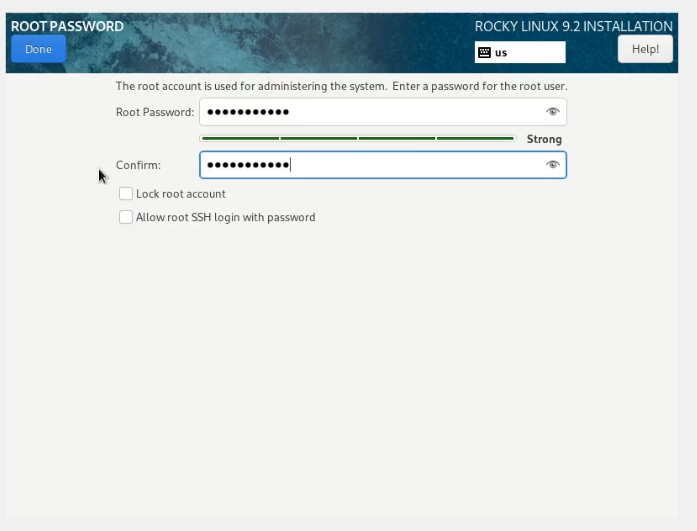 ROOT PASSWORD
ROCKY LINUX 9.2 INSTALLATION
Done
us
Help!
The root account is used for administering the system.  Enter a password for the root user.
Root Password: ●●●●●●●●●●●
Strong
Confirm: ●●●●●●●●●●●
Lock root account
Allow root SSH login with password